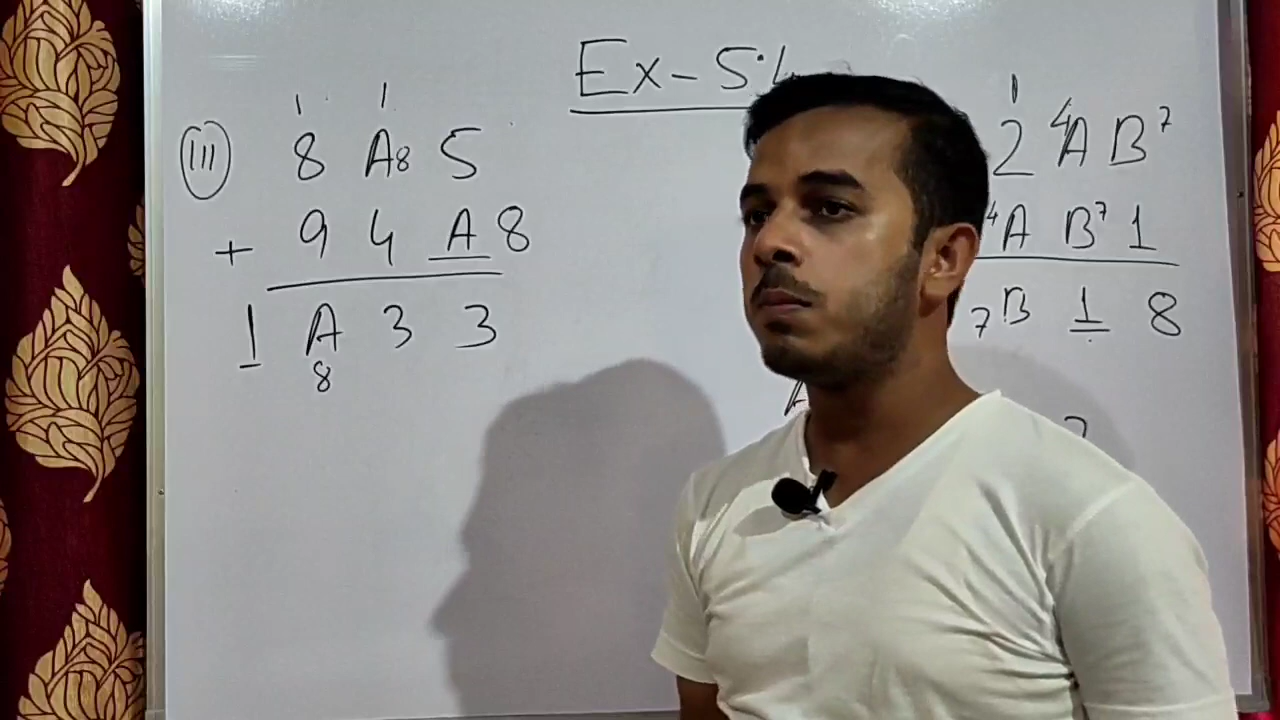 Ex-5.4
1 1
(iii) 8 A8 5
+ 9 4 A 8
1 A 3 3
8
1
2 4A B7
4A B7 1
7B 1 8
A